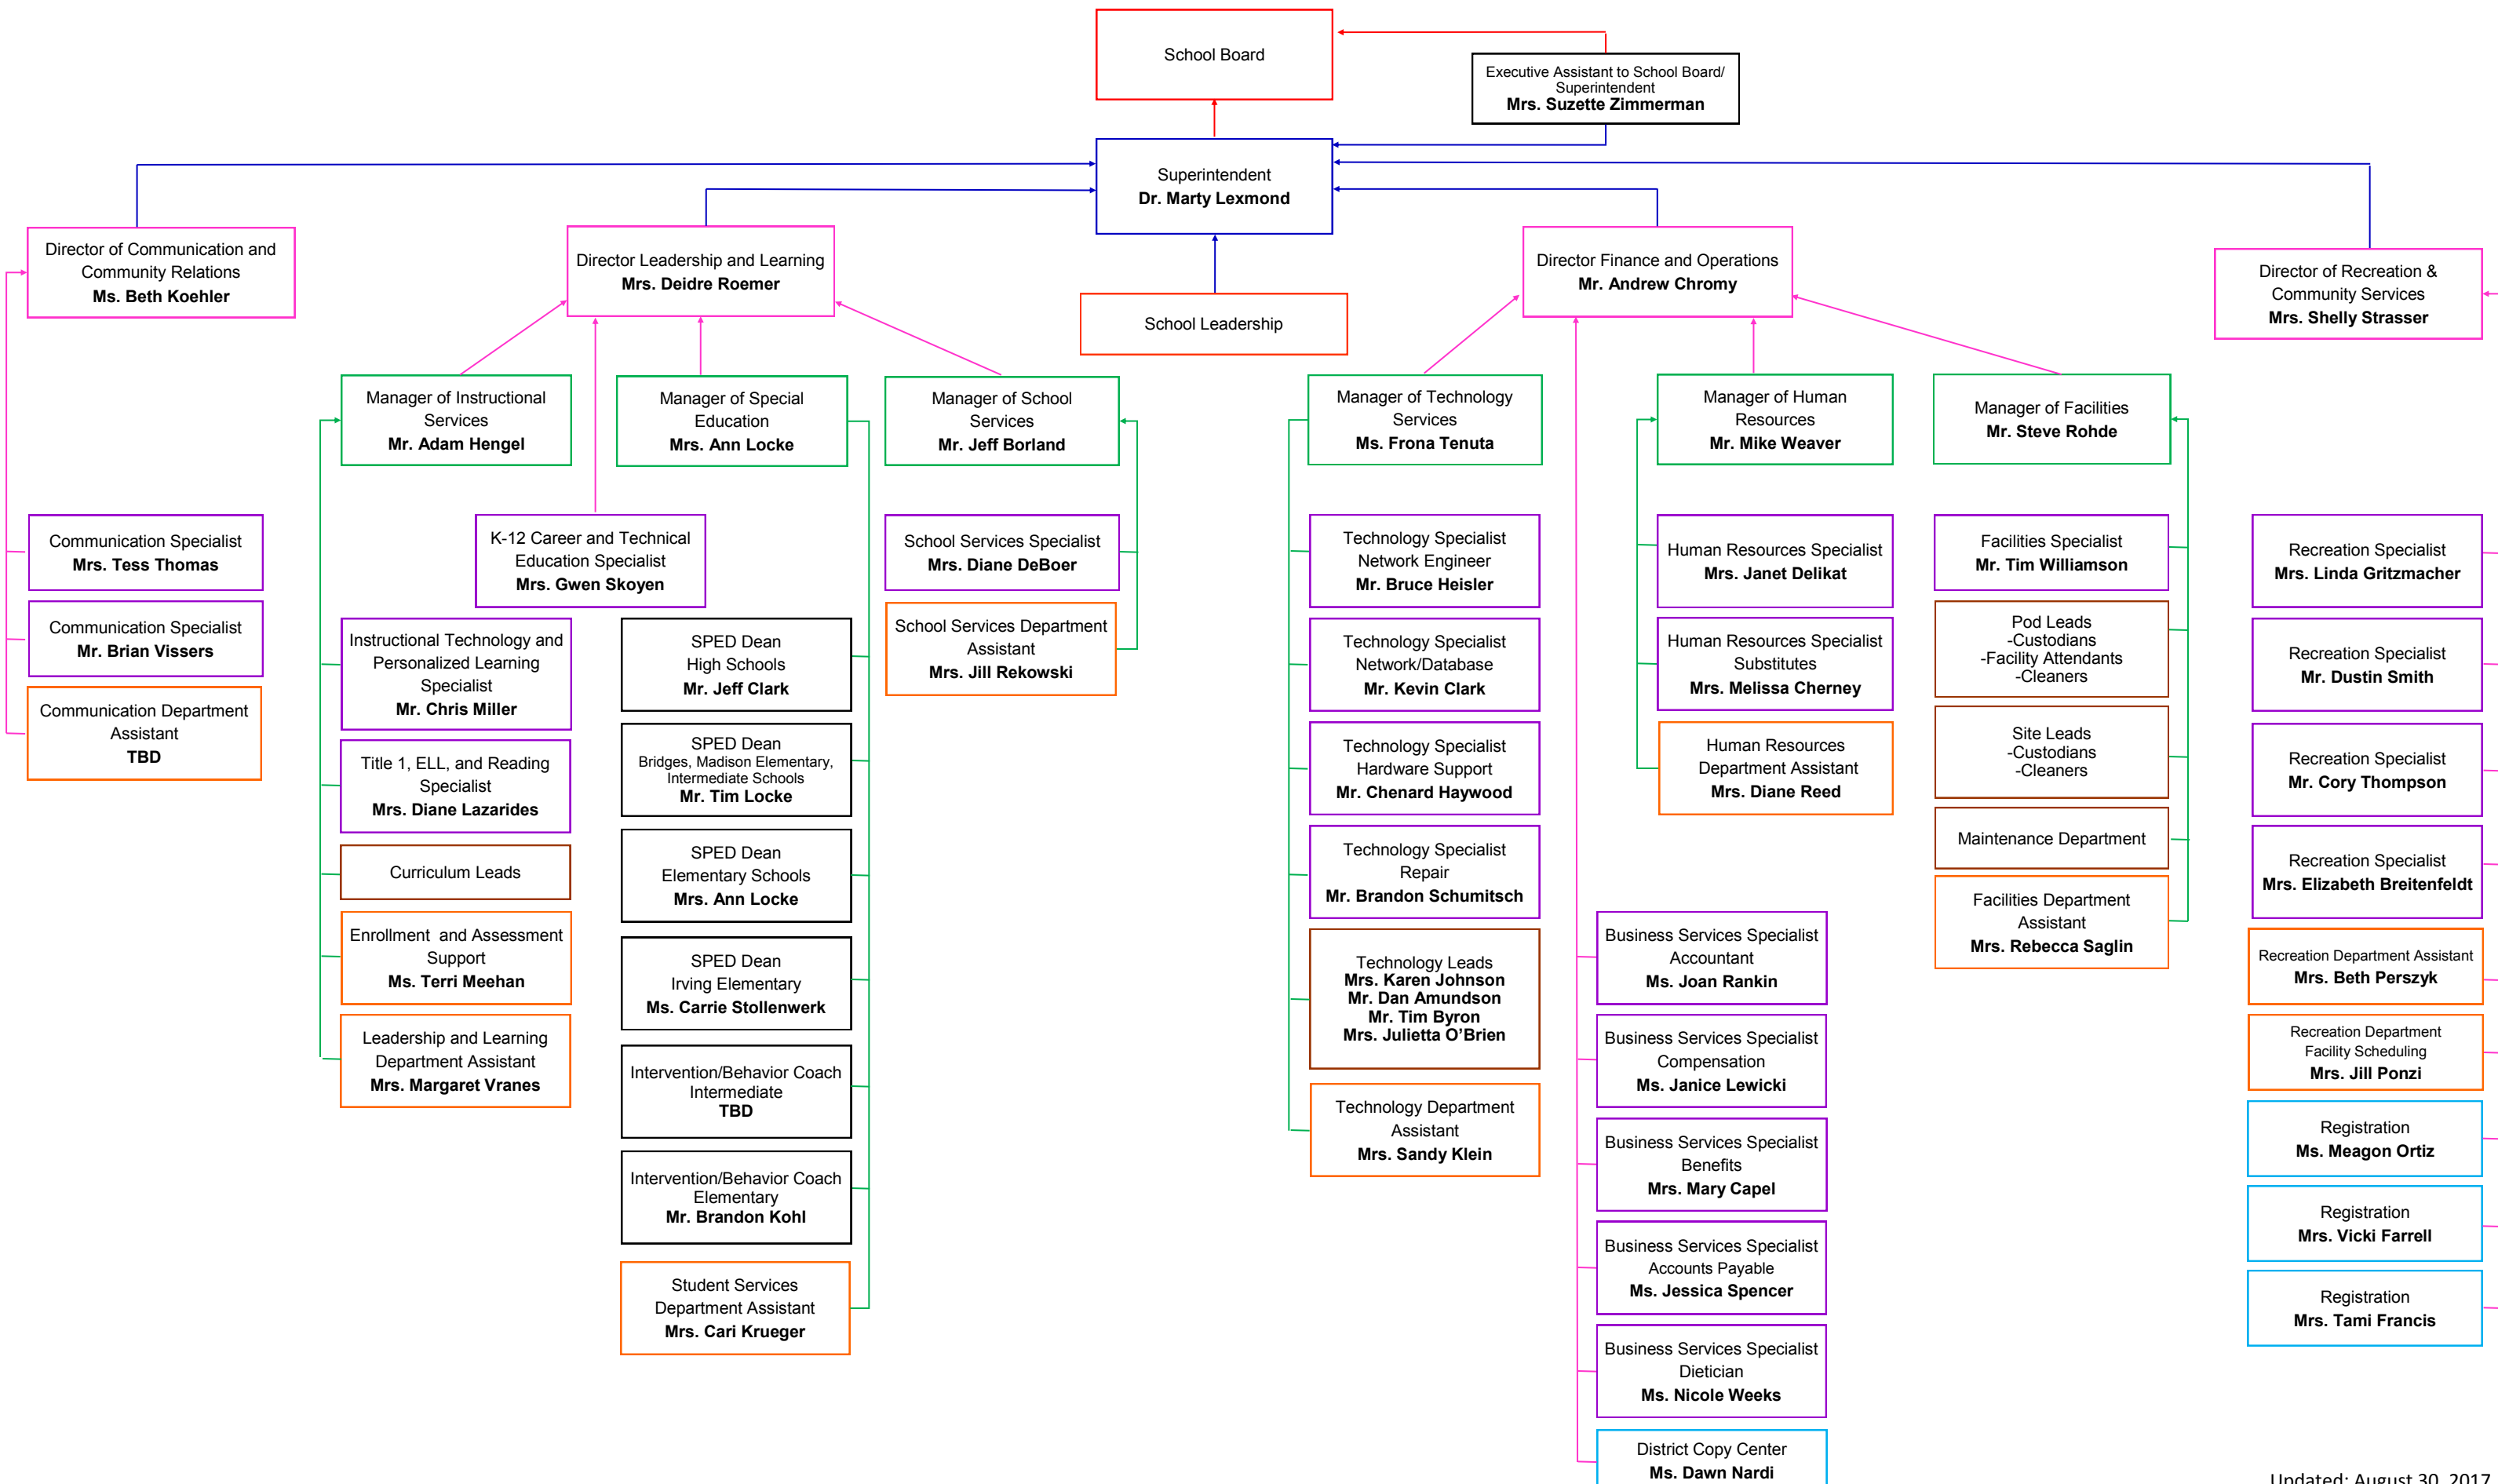 School Board
Executive Assistant to School Board/
Superintendent
Mrs. Suzette Zimmerman
Superintendent
Dr. Marty Lexmond
Director of Communication and
Community Relations
Ms. Beth Koehler
Director Leadership and Learning
Mrs. Deidre Roemer
School Leadership
Director Finance and Operations
Mr. Andrew Chromy
Director of Recreation &
Community Services
Mrs. Shelly Strasser
Manager of Instructional
Services
Mr. Adam Hengel
Manager of Special
Education
Mrs. Ann Locke
Manager of School
Services
Mr. Jeff Borland
Manager of Technology
Services
Ms. Frona Tenuta
Manager of Human
Resources
Mr. Mike Weaver
Manager of Facilities
Mr. Steve Rohde
Communication Specialist
Mrs. Tess Thomas
Communication Specialist
Mr. Brian Vissers
Communication Department
Assistant
TBD
K-12 Career and Technical
Education Specialist
Mrs. Gwen Skoyen
Instructional Technology and
Personalized Learning
Specialist
Mr. Chris Miller
Title 1, ELL, and Reading
Specialist
Mrs. Diane Lazarides
Curriculum Leads
Enrollment  and Assessment
Support
Ms. Terri Meehan
Leadership and Learning
Department Assistant
Mrs. Margaret Vranes
SPED Dean
High Schools
Mr. Jeff Clark
SPED Dean
Bridges, Madison Elementary,
Intermediate Schools
Mr. Tim Locke
SPED Dean
Elementary Schools
Mrs. Ann Locke
SPED Dean
Irving Elementary
Ms. Carrie Stollenwerk
Intervention/Behavior Coach
Intermediate
TBD
Intervention/Behavior Coach
Elementary
Mr. Brandon Kohl
Student Services
Department Assistant
Mrs. Cari Krueger
School Services Specialist
Mrs. Diane DeBoer
School Services Department
Assistant
Mrs. Jill Rekowski
Technology Specialist
Network Engineer
Mr. Bruce Heisler
Technology Specialist
Network/Database
Mr. Kevin Clark
Technology Specialist
Hardware Support
Mr. Chenard Haywood
Technology Specialist
Repair
Mr. Brandon Schumitsch
Technology Leads
Mrs. Karen Johnson
Mr. Dan Amundson
Mr. Tim Byron
Mrs. Julietta O’Brien
Technology Department
Assistant
Mrs. Sandy Klein
Human Resources Specialist
Mrs. Janet Delikat
Human Resources Specialist
Substitutes
Mrs. Melissa Cherney
Human Resources
Department Assistant
Mrs. Diane Reed
Business Services Specialist
Accountant
Ms. Joan Rankin
Business Services Specialist
Compensation
Ms. Janice Lewicki
Business Services Specialist
Benefits
Mrs. Mary Capel
Business Services Specialist
Accounts Payable
Ms. Jessica Spencer
Business Services Specialist
Dietician
Ms. Nicole Weeks
District Copy Center
Ms. Dawn Nardi
Facilities Specialist
Mr. Tim Williamson
Pod Leads
-Custodians
-Facility Attendants
-Cleaners
Site Leads
-Custodians
-Cleaners
Maintenance Department
Facilities Department
Assistant
Mrs. Rebecca Saglin
Recreation Specialist
Mrs. Linda Gritzmacher
Recreation Specialist
Mr. Dustin Smith
Recreation Specialist
Mr. Cory Thompson
Recreation Specialist
Mrs. Elizabeth Breitenfeldt
Recreation Department Assistant
Mrs. Beth Perszyk
Recreation Department
Facility Scheduling
Mrs. Jill Ponzi
Registration
Ms. Meagon Ortiz
Registration
Mrs. Vicki Farrell
Registration
Mrs. Tami Francis
Updated: August 30, 2017